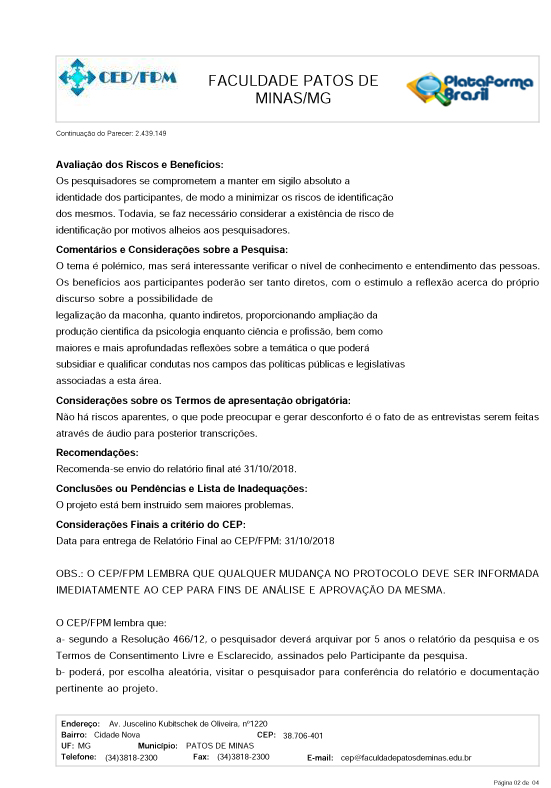 CEP/FPM
FACULDADE PATOS DE
MINAS/MG
Plataforma
Brasil
Continuação do Parecer: 2.439.149
Avaliação dos Riscos e Benefícios:
Os pesquisadores se comprometem a manter em sigilo absoluto a
identidade dos participantes, de modo a minimizar os riscos de identificação
dos mesmos. Todavia, se faz necessário considerar a existência de risco de
identificação por motivos alheios aos pesquisadores.
Comentários e Considerações sobre a Pesquisa:
O tema é polémico, mas será interessante verificar o nível de conhecimento e entendimento das pessoas.
Os benefícios aos participantes poderão ser tanto diretos, com o estimulo a reflexão acerca do próprio
discurso sobre a possibilidade de
legalização da maconha, quanto indiretos, proporcionando ampliação da
produção cientifica da psicologia enquanto ciência e profissão, bem como
maiores e mais aprofundadas reflexões sobre a temática o que poderá
subsidiar e qualificar condutas nos campos das políticas públicas e legislativas
associadas a esta área.
Considerações sobre os Termos de apresentação obrigatória:
Não há riscos aparentes, o que pode preocupar e gerar desconforto é o fato de as entrevistas serem feitas
através de áudio para posterior transcrições.
Recomendações:
Recomenda-se envio do relatório final até 31/10/2018.
Conclusões ou Pendências e Lista de Inadequações:
O projeto está bem instruido sem maiores problemas.
Considerações Finais a critério do CEP:
Data para entrega de Relatório Final ao CEP/FPM: 31/10/2018
OBS.: O CEP/FPM LEMBRA QUE QUALQUER MUDANÇA NO PROTOCOLO DEVE SER INFORMADA
IMEDIATAMENTE AO CEP PARA FINS DE ANÁLISE E APROVAÇÃO DA MESMA.
O CEP/FPM lembra que:
a- segundo a Resolução 466/12, o pesquisador deverá arquivar por 5 anos o relatório da pesquisa e os
Termos de Consentimento Livre e Esclarecido, assinados pelo Participante da pesquisa.
b- poderá, por escolha aleatória, visitar o pesquisador para conferência do relatório e documentação
pertinente ao projeto.
Endereço: Av. Juscelino Kubitschek de Oliveira, nº1220
Bairro: Cidade Nova CEP: 38.706-401
UF: MG Município: PATOS DE MINAS
Telefone: (34)3818-2300 Fax: (34)3818-2300 E-mail: cep@faculdadepatosdeminas.edu.br
Página 02 de 04